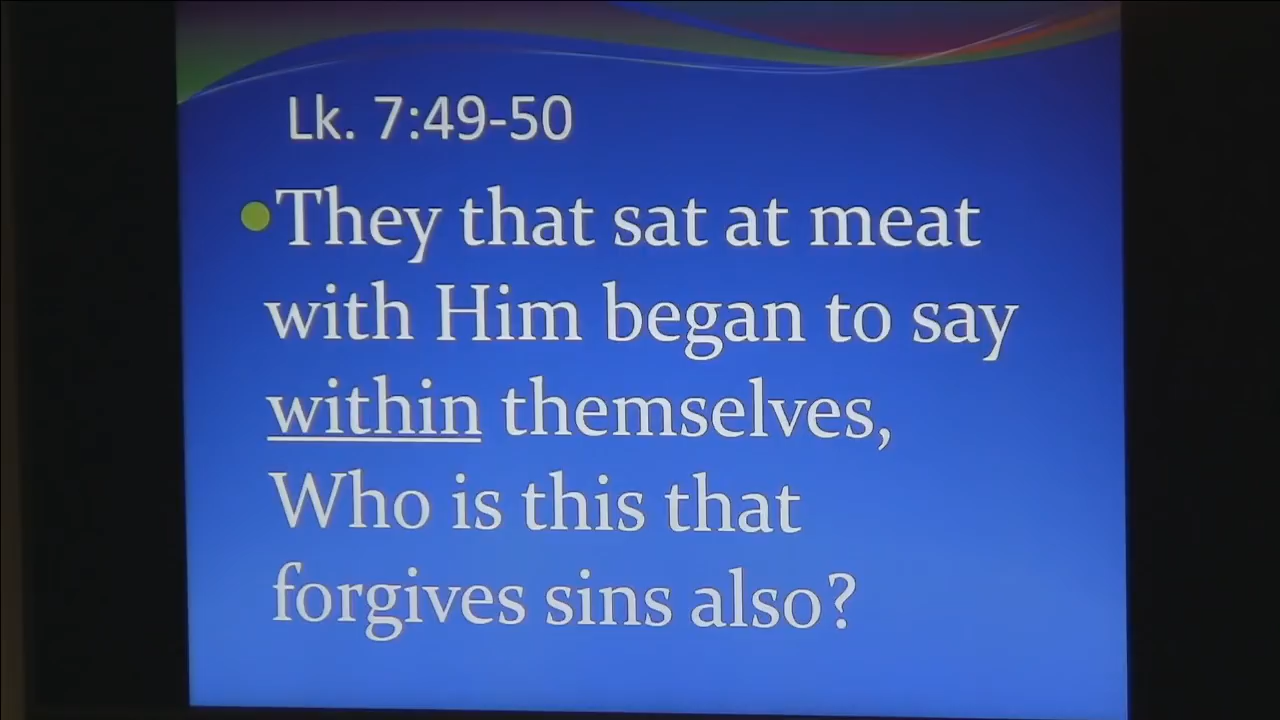 Lk. 7:49-50
•They that sat at meat
with Him began to say
within themselves,
Who is this that
forgives sins also?